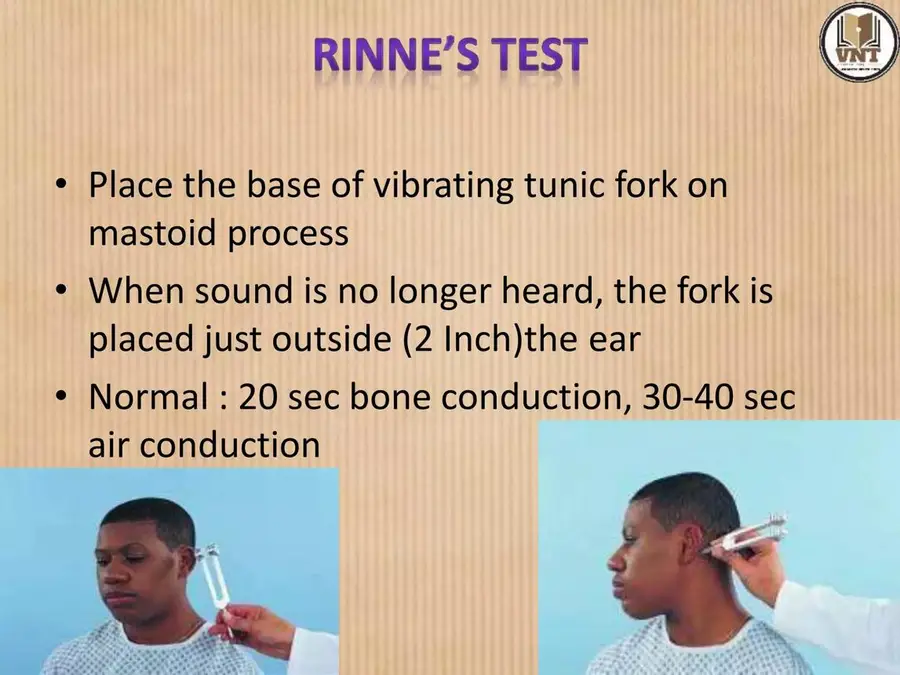 RINNE'S TEST
VNT
• Place the base of vibrating tunic fork on
mastoid process
• When sound is no longer heard, the fork is
placed just outside (2 Inch)the ear
• Normal : 20 sec bone conduction, 30-40 sec
air conduction